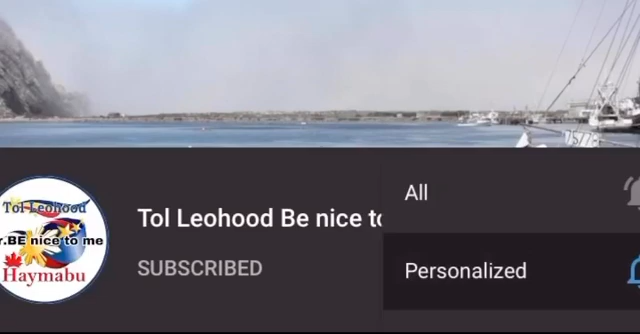 Tol Leohood
r.BE nice to me
Haymabu
Tol Leohood Be nice to
SUBSCRIBED
All
Personalized